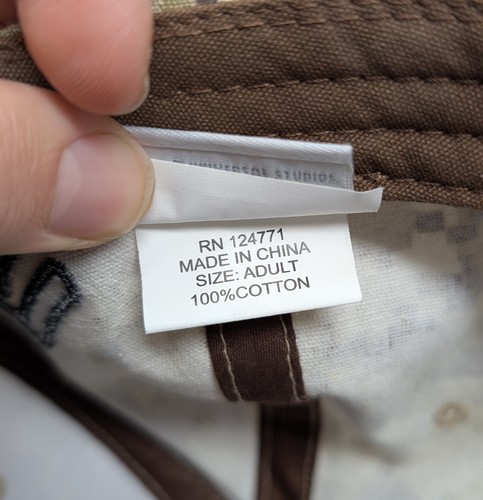 UNIVERSAL STUDIOS
RN 124771
MADE IN CHINA
SIZE: ADULT
100%COTTON